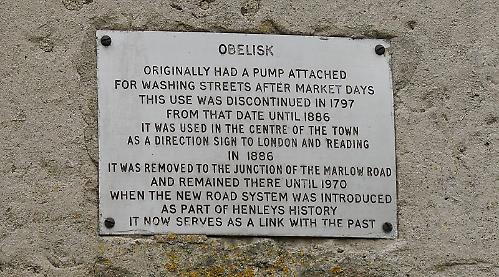 OBELISK
ORIGINALLY HAD A PUMP ATTACHED
FOR WASHING STREETS AFTER MARKET DAYS
THIS USE WAS DISCONTINUED IN 1797
FROM THAT DATE UNTIL 1886
IT WAS USED IN THE CENTRE OF THE TOWN
AS A DIRECTION SIGN TO LONDON AND READING
IN 1886
IT WAS REMOVED TO THE JUNCTION OF THE MARLOW ROAD
AND REMAINED THERE UNTIL 1970
WHEN THE NEW ROAD SYSTEM WAS INTRODUCED
AS PART OF HENLEYS HISTORY
IT NOW SERVES AS A LINK WITH THE PAST